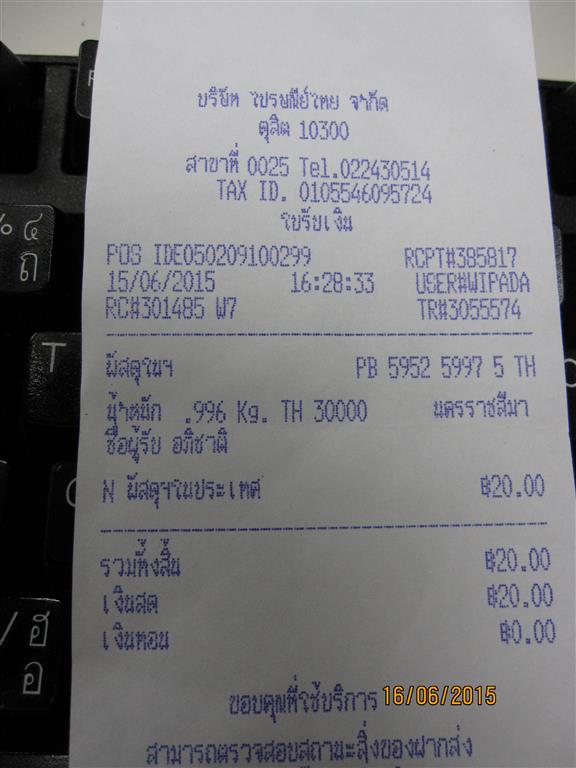 บริษัท ไปรษณีย์ไทย จำกัด
ดุสิต 10300
สาขาที่ 0025 Tel.022430514
TAX ID. 0105546095724
ใบรับเงิน
POS IDE050209100299 RCPT#385817
15/06/2015 16:28:33 USER#WIPADA
RC#301485 W7 TR#3055574
พัสดุในฯ PB 5952 5997 5 TH
น้ำหนัก .996 Kg. TH 30000 นครราชสีมา
ชื่อผู้รับ อภิชาติ
N พัสดุฯในประเทศ ฿20.00
รวมทั้งสิ้น ฿20.00
เงินสด ฿20.00
เงินทอน ฿0.00
ขอบคุณที่ใช้บริการ
16/06/2015
สามารถตรวจสอบสถานะสิ่งของฝากส่ง
T
ๆ ๔
ถ
/ ฮ
อ